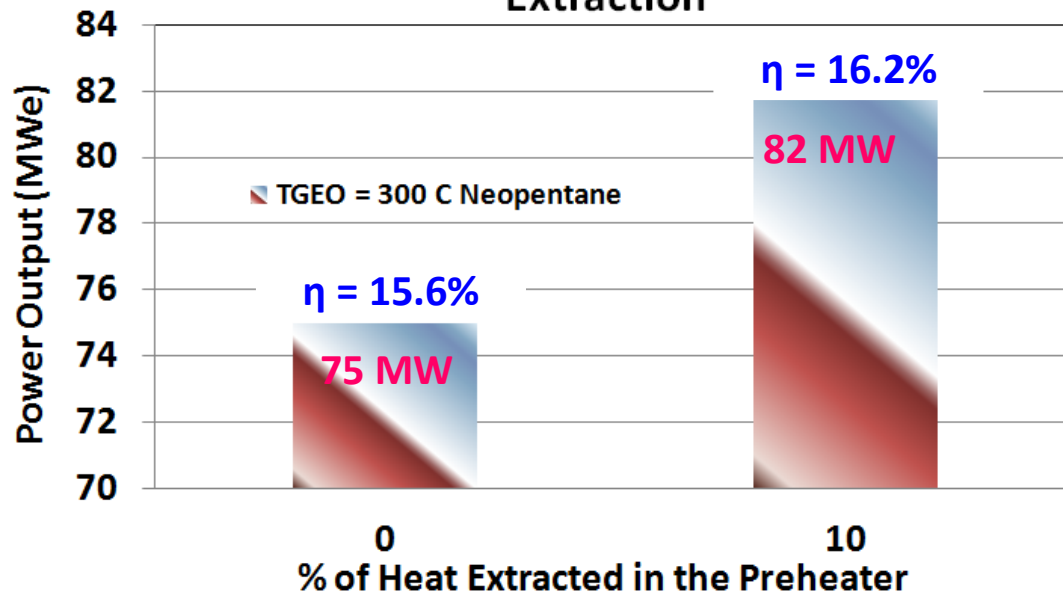 Extraction
Power Output (MWe)
84
82
80
78
76
74
72
70
η = 16.2%
82 MW
TGEO = 300 C Neopentane
η = 15.6%
75 MW
0
10
% of Heat Extracted in the Preheater